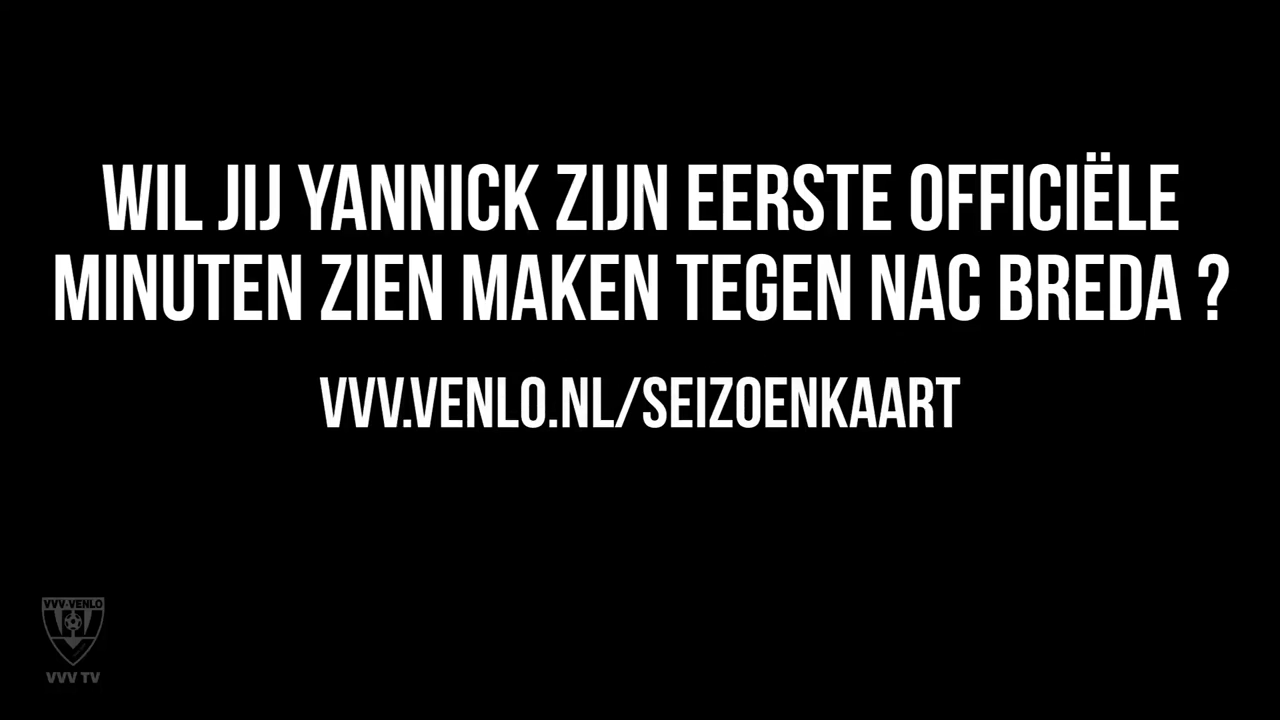 WIL JIJ YANNICK ZIJN EERSTE OFFICIËLE
MINUTEN ZIEN MAKEN TEGEN NAC BREDA ?
VVV.VENLO.NL/SEIZOENKAART
VVV-VENLO
VVV TV